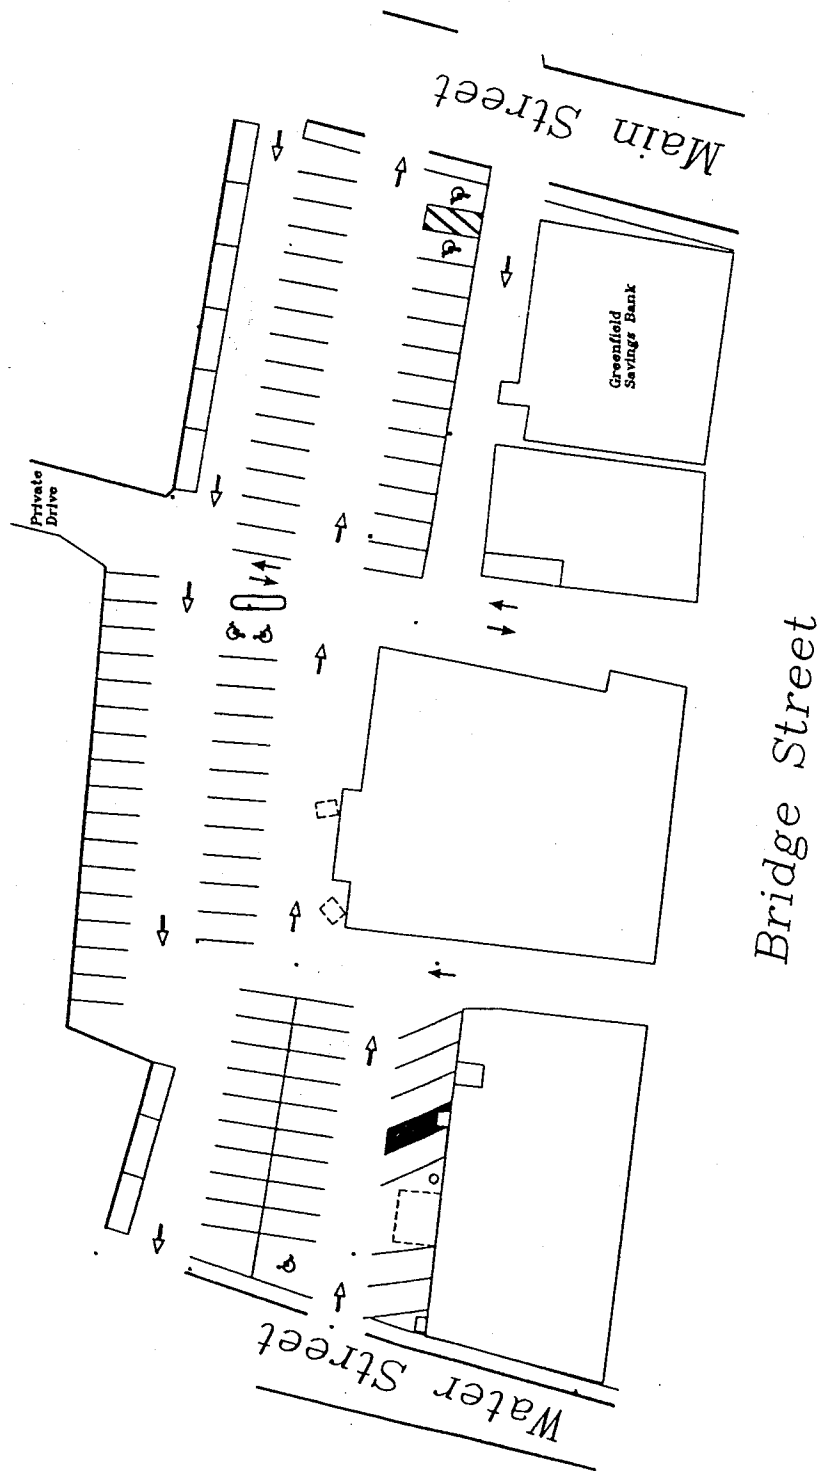 Main Street
Greenfield
Savings Bank
Private
Drive
Bridge Street
Water Street